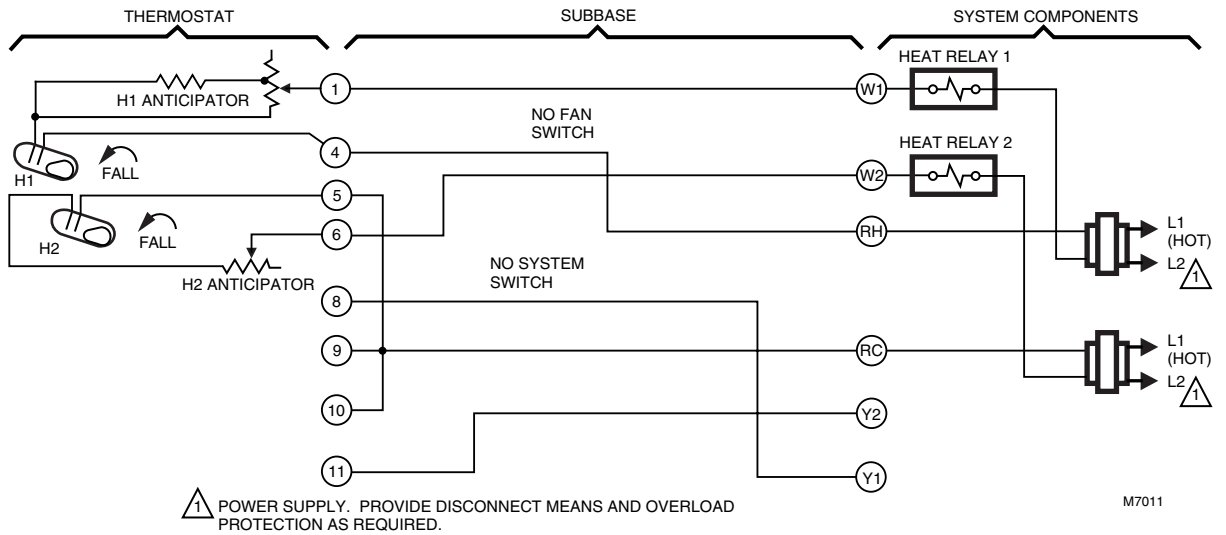 THERMOSTAT
SUBBASE
SYSTEM COMPONENTS
HEAT RELAY 1
H1 ANTICIPATOR
1
W1
NO FAN
SWITCH
H1
FALL
4
HEAT RELAY 2
W2
5
H2
FALL
6
RH
L1
(HOT)
L2
1
H2 ANTICIPATOR
NO SYSTEM
SWITCH
8
9
RC
L1
(HOT)
L2
1
10
Y2
11
Y1
1 POWER SUPPLY. PROVIDE DISCONNECT MEANS AND OVERLOAD
PROTECTION AS REQUIRED.
M7011